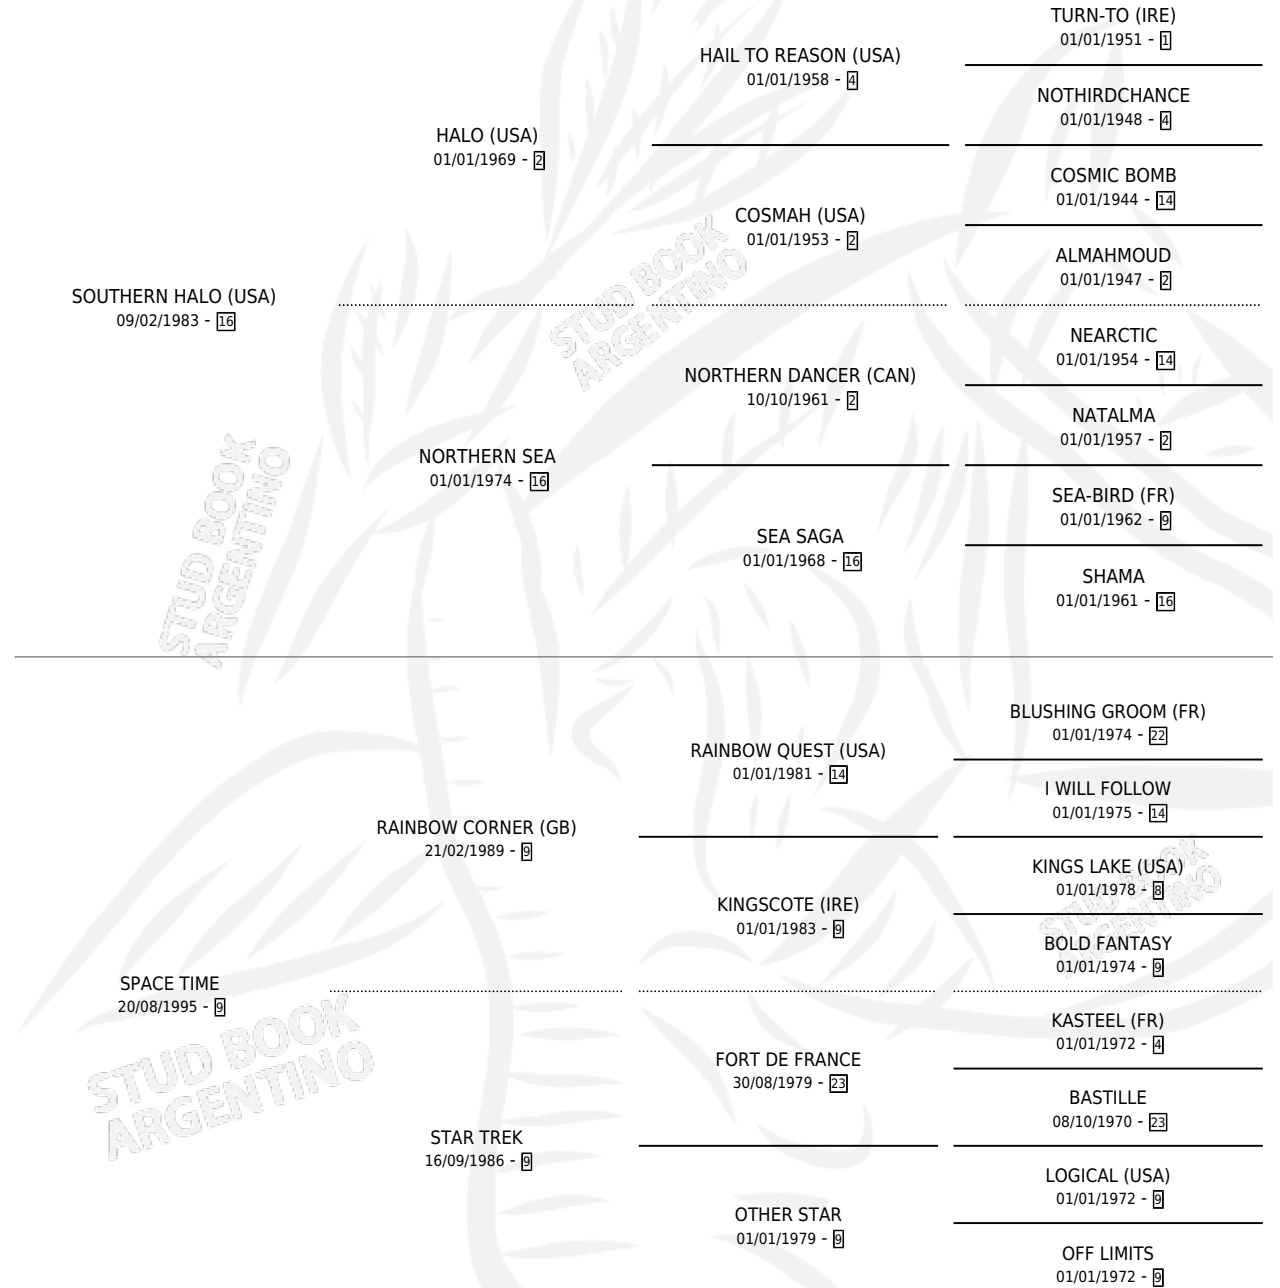 TURN-TO (IRE)
01/01/1951 - 1
HAIL TO REASON (USA)
01/01/1958 - 4
NOTHIRDCHANCE
01/01/1948 - 4
HALO (USA)
01/01/1969 - 2
COSMIC BOMB
01/01/1944 - 14
COSMAH (USA)
01/01/1953 - 2
ALMAHMOUD
01/01/1947 - 2
SOUTHERN HALO (USA)
09/02/1983 - 16
NEARCTIC
01/01/1954 - 14
NORTHERN DANCER (CAN)
10/10/1961 - 2
NATALMA
01/01/1957 - 2
NORTHERN SEA
01/01/1974 - 16
SEA-BIRD (FR)
01/01/1962 - 9
SEA SAGA
01/01/1968 - 16
SHAMA
01/01/1961 - 16
BLUSHING GROOM (FR)
01/01/1974 - 22
RAINBOW QUEST (USA)
01/01/1981 - 14
I WILL FOLLOW
01/01/1975 - 14
RAINBOW CORNER (GB)
21/02/1989 - 9
KINGS LAKE (USA)
01/01/1978 - 8
KINGSCOTE (IRE)
01/01/1983 - 9
BOLD FANTASY
01/01/1974 - 9
SPACE TIME
20/08/1995 - 9
KASTEEL (FR)
01/01/1972 - 4
FORT DE FRANCE
30/08/1979 - 23
BASTILLE
08/10/1970 - 23
STAR TREK
16/09/1986 - 9
LOGICAL (USA)
01/01/1972 - 9
OTHER STAR
01/01/1979 - 9
OFF LIMITS
01/01/1972 - 9
STUD BOOK
ARGENTINO
STUD BOOK
ARGENTINO
STUD BOOK
ARGENTINO
STUD BOOK
ARGENTINO